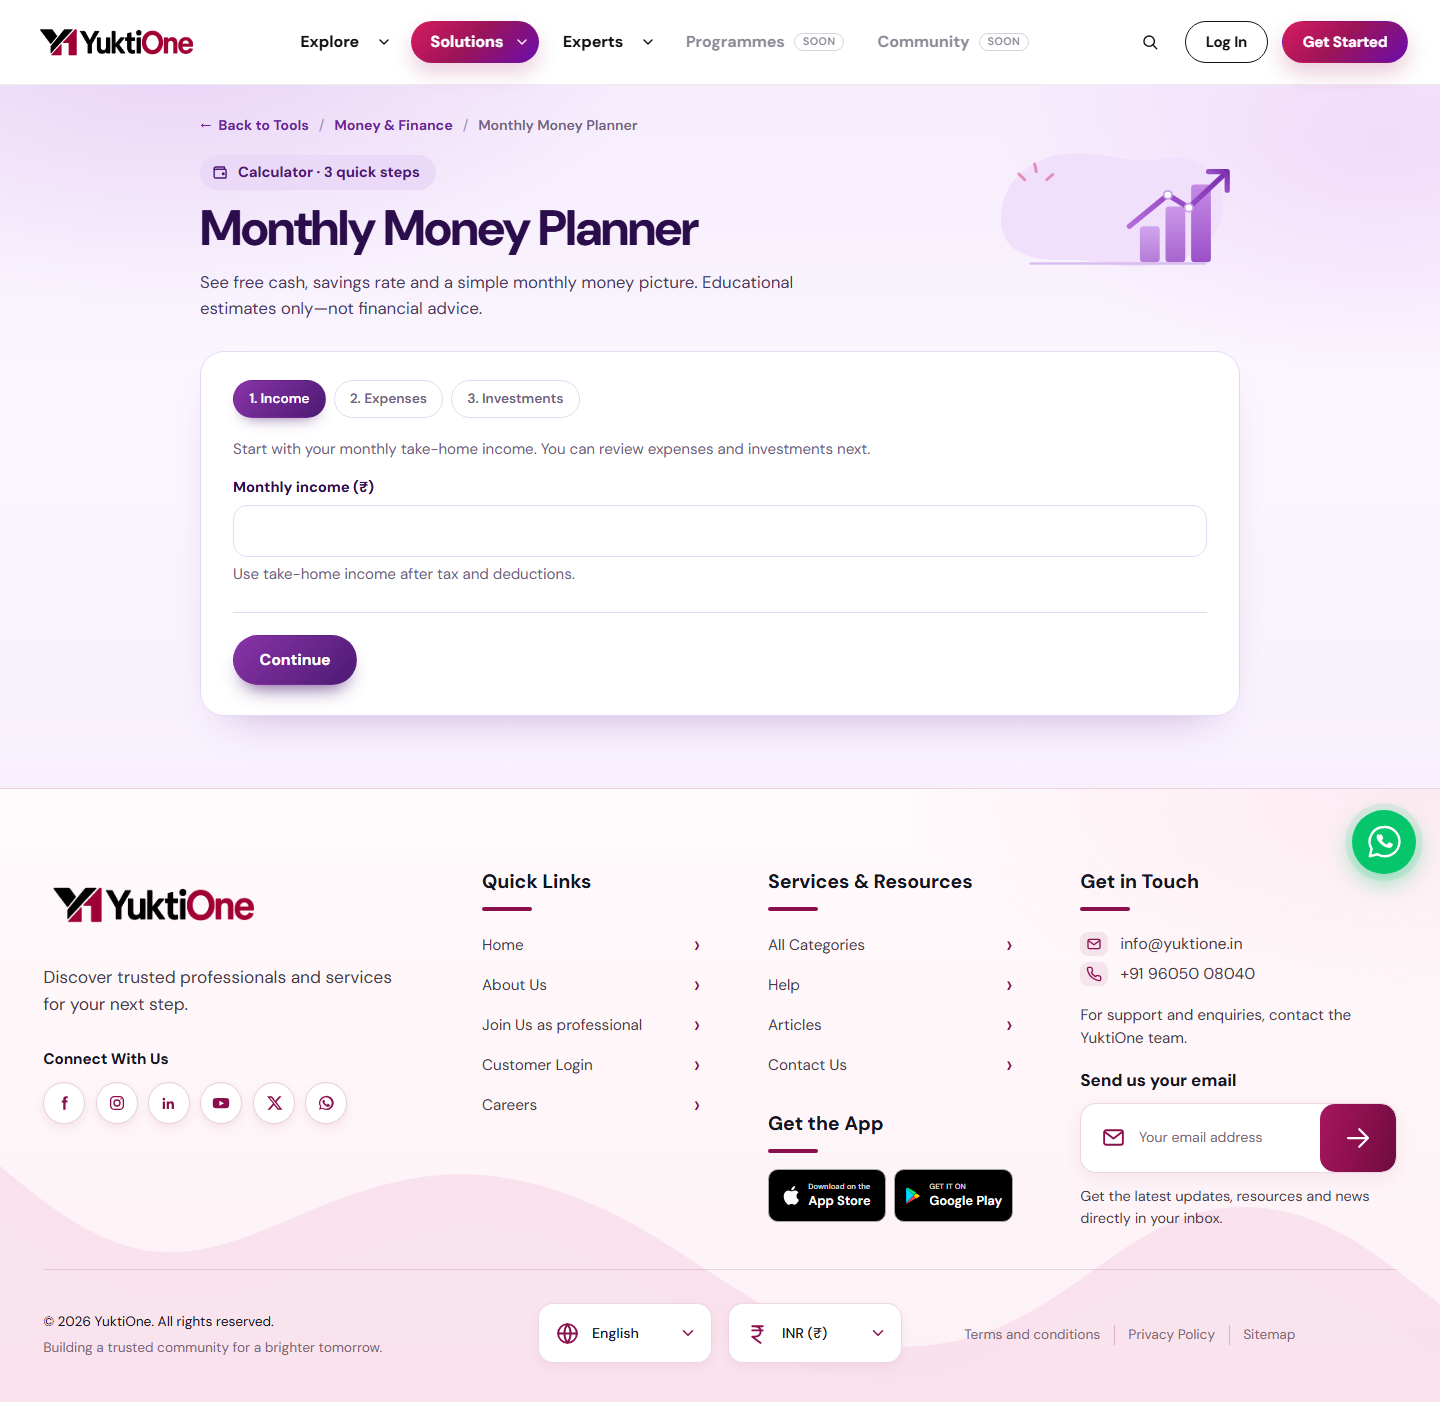 YuktiOne
Explore
Solutions
Experts
Programmes SOON
Community SOON
Log In
Get Started
← Back to Tools / Money & Finance / Monthly Money Planner
Calculator · 3 quick steps
Monthly Money Planner
See free cash, savings rate and a simple monthly money picture. Educational
estimates only—not financial advice.
1. Income
2. Expenses
3. Investments
Start with your monthly take-home income. You can review expenses and investments next.
Monthly income (₹)
Use take-home income after tax and deductions.
Continue
YuktiOne
Discover trusted professionals and services
for your next step.
Connect With Us
Quick Links
Home
About Us
Join Us as professional
Customer Login
Careers
Services & Resources
All Categories
Help
Articles
Contact Us
Get the App
Download on the
App Store
GET IT ON
Google Play
Get in Touch
info@yuktione.in
+91 96050 08040
For support and enquiries, contact the
YuktiOne team.
Send us your email
Your email address
Get the latest updates, resources and news
directly in your inbox.
© 2026 YuktiOne. All rights reserved.
Building a trusted community for a brighter tomorrow.
English
INR (₹)
Terms and conditions
Privacy Policy
Sitemap